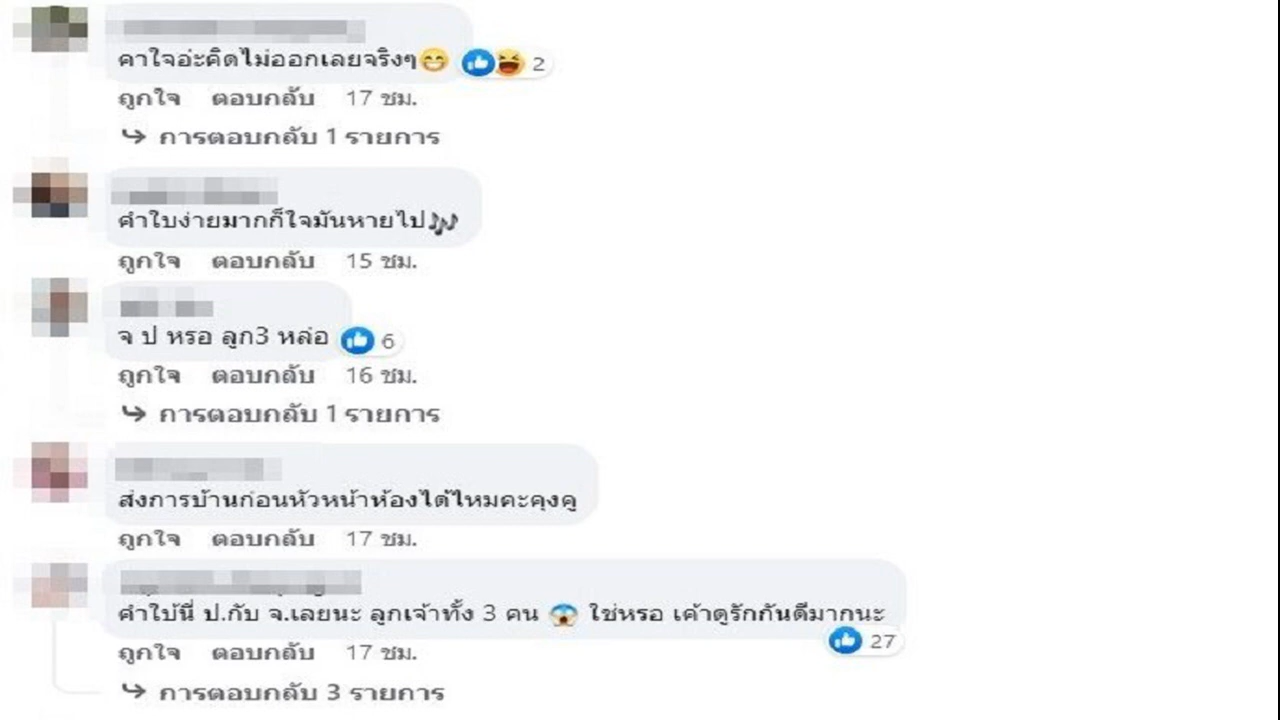 คาใจอ่ะคิดไม่ออกเลยจริงๆ😁 2
ถูกใจ ตอบกลับ 17 ชม.
การตอบกลับ 1 รายการ
คำใบง่ายมากก็ใจมันหายไป🎶
ถูกใจ ตอบกลับ 15 ชม.
จ ป หรอ ลูก3 หล่อ 6
ถูกใจ ตอบกลับ 16 ชม.
การตอบกลับ 1 รายการ
ส่งการบ้านก่อนหัวหน้าห้องได้ไหมคะคุงคู
ถูกใจ ตอบกลับ 17 ชม.
คำใบ้นี่ ป.กับ จ.เลยนะ ลูกเจ้าทั้ง 3 คน 😱 ใช่หรอ เค้าดูรักกันดีมากนะ
27
ถูกใจ ตอบกลับ 17 ชม.
การตอบกลับ 3 รายการ